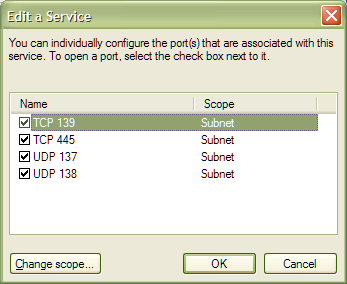 Edit a Service
You can individually configure the port(s) that are associated with this
service. To open a port, select the check box next to it.
Name Scope
TCP 139 Subnet
TCP 445 Subnet
UDP 137 Subnet
UDP 138 Subnet
Change scope... OK Cancel